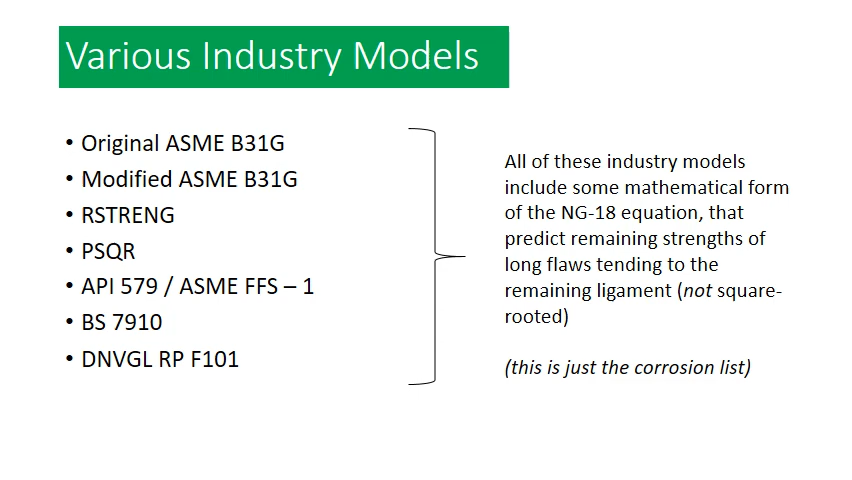 Various Industry Models
• Original ASME B31G
• Modified ASME B31G
• RSTRENG
• PSQR
• API 579 / ASME FFS – 1
• BS 7910
• DNVGL RP F101
All of these industry models
include some mathematical form
of the NG-18 equation, that
predict remaining strengths of
long flaws tending to the
remaining ligament (not square-
rooted)
(this is just the corrosion list)